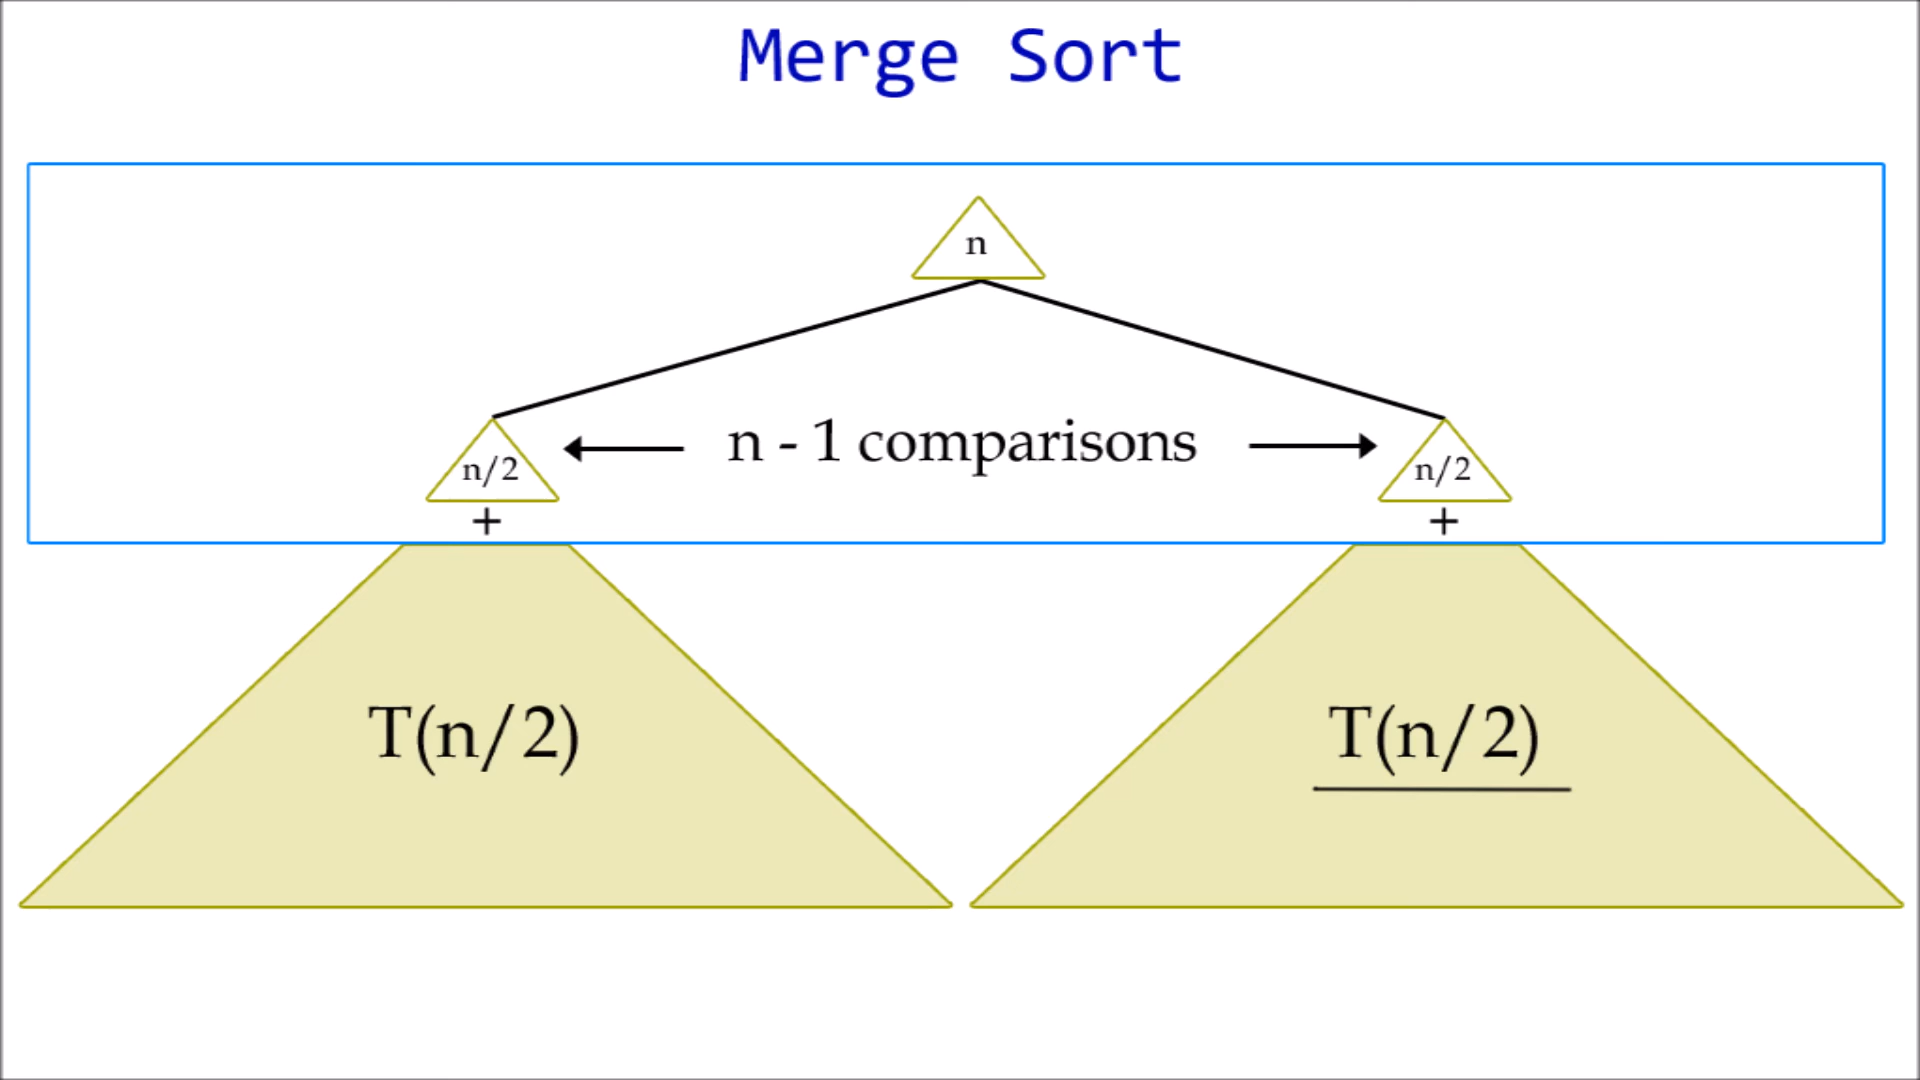 Merge Sort
n
n - 1 comparisons
n/2
n/2
+
+
T(n/2)
T(n/2)